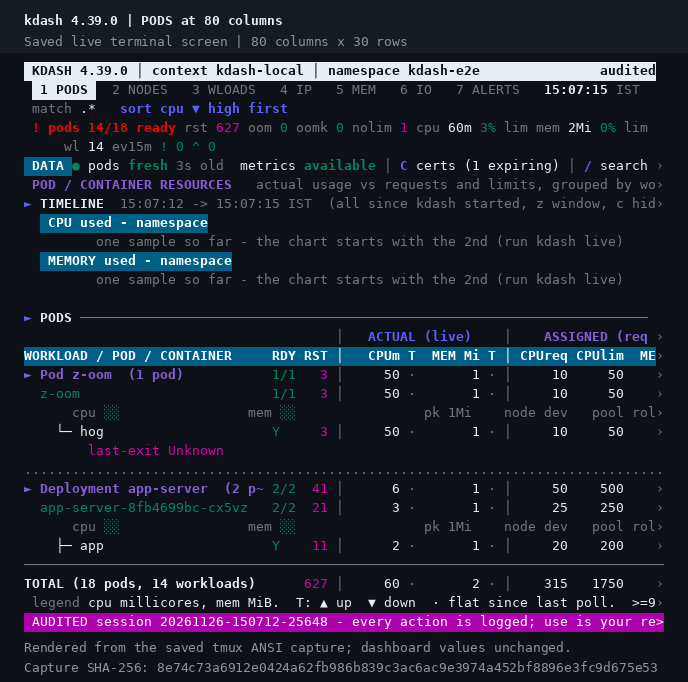 kdash 4.39.0 | PODS at 80 columns
Saved live terminal screen | 80 columns x 30 rows
KDASH 4.39.0 │ context kdash-local │ namespace kdash-e2e audited
1 PODS 2 NODES 3 WLOADS 4 IP 5 MEM 6 IO 7 ALERTS 15:07:15 IST
match .* sort cpu ▼ high first
! pods 14/18 ready rst 627 oom 0 oomk 0 nolim 1 cpu 60m 3% lim mem 2Mi 0% lim
wl 14 ev15m ! 0 ^ 0
DATA ● pods fresh 3s old metrics available │ C certs (1 expiring) │ / search ›
POD / CONTAINER RESOURCES actual usage vs requests and limits, grouped by wo›
► TIMELINE 15:07:12 -> 15:07:15 IST (all since kdash started, z window, c hid›
CPU used - namespace
one sample so far - the chart starts with the 2nd (run kdash live)
MEMORY used - namespace
one sample so far - the chart starts with the 2nd (run kdash live)
► PODS
│ ACTUAL (live) │ ASSIGNED (req ›
WORKLOAD / POD / CONTAINER RDY RST │ CPUm T MEM Mi T │ CPUreq CPUlim ME›
► Pod z-oom (1 pod) 1/1 3 │ 50 · 1 · │ 10 50 ›
z-oom 1/1 3 │ 50 · 1 · │ 10 50 ›
cpu ░░ mem ░░ pk 1Mi node dev pool rol›
└─ hog Y 3 │ 50 · 1 · │ 10 50 ›
last-exit Unknown
► Deployment app-server (2 p~ 2/2 41 │ 6 · 1 · │ 50 500 ›
app-server-8fb4699bc-cx5vz 2/2 21 │ 3 · 1 · │ 25 250 ›
cpu ░░ mem ░░ pk 1Mi node dev pool rol›
├─ app Y 11 │ 2 · 1 · │ 20 200 ›
TOTAL (18 pods, 14 workloads) 627 │ 60 · 2 · │ 315 1750 ›
legend cpu millicores, mem MiB. T: ▲ up ▼ down · flat since last poll. >=9›
AUDITED session 20261126-150712-25648 - every action is logged; use is your re>
Rendered from the saved tmux ANSI capture; dashboard values unchanged.
Capture SHA-256: 8e74c73a6912e0424a62fb986b839c3ac6ac9e3974a452bf8896e3fc9d675e53